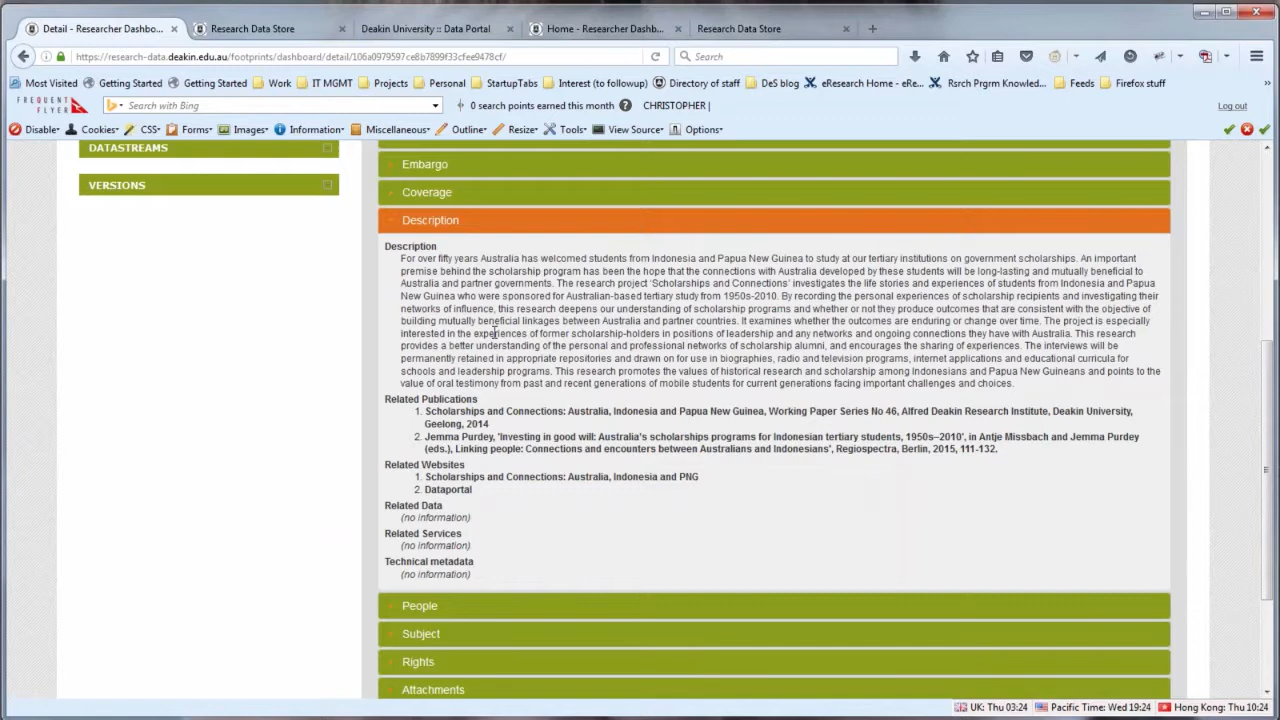 Detail - Researcher Dashbo...
Research Data Store
Deakin University :: Data Portal
Home - Researcher Dashb...
Research Data Store
https://research-data.deakin.edu.au/footprints/dashboard/detail/106a0979597ce8b7899f33cfee9478cf/
Search
Most Visited
Getting Started
Getting Started
Work
IT MGMT
Projects
Personal
StartupTabs
Interest (to followup)
Directory of staff
DeS blog
eResearch Home - eRe...
Rsrch Prgm Knowled...
Feeds
Firefox stuff
FREQUENT
FLYER
Search with Bing
0 search points earned this month
CHRISTOPHER |
Log out
Disable
Cookies
CSS
Forms
Images
Information
Miscellaneous
Outline
Resize
Tools
View Source
Options
DATASTREAMS
VERSIONS
Embargo
Coverage
Description
Description
For over fifty years Australia has welcomed students from Indonesia and Papua New Guinea to study at our tertiary institutions on government scholarships. An important
premise behind the scholarship program has been the hope that the connections with Australia developed by these students will be long-lasting and mutually beneficial to
Australia and partner governments. The research project 'Scholarships and Connections' investigates the life stories and experiences of students from Indonesia and Papua
New Guinea who were sponsored for Australian-based tertiary study from 1950s-2010. By recording the personal experiences of scholarship recipients and investigating their
networks of influence, this research deepens our understanding of scholarship programs and whether or not they produce outcomes that are consistent with the objective of
building mutually beneficial linkages between Australia and partner countries. It examines whether the outcomes are enduring or change over time. The project is especially
interested in the experiences of former scholarship-holders in positions of leadership and any networks and ongoing connections they have with Australia. This research
provides a better understanding of the personal and professional networks of scholarship alumni, and encourages the sharing of experiences. The interviews will be
permanently retained in appropriate repositories and drawn on for use in biographies, radio and television programs, internet applications and educational curricula for
schools and leadership programs. This research promotes the values of historical research and scholarship among Indonesians and Papua New Guineans and points to the
value of oral testimony from past and recent generations of mobile students for current generations facing important challenges and choices.
Related Publications
1. Scholarships and Connections: Australia, Indonesia and Papua New Guinea, Working Paper Series No 46, Alfred Deakin Research Institute, Deakin University,
Geelong, 2014
2. Jemma Purdey, 'Investing in good will: Australia's scholarships programs for Indonesian tertiary students, 1950s–2010', in Antje Missbach and Jemma Purdey
(eds.), Linking people: Connections and encounters between Australians and Indonesians', Regiospectra, Berlin, 2015, 111-132.
Related Websites
1. Scholarships and Connections: Australia, Indonesia and PNG
2. Dataportal
Related Data
(no information)
Related Services
(no information)
Technical metadata
(no information)
People
Subject
Rights
Attachments
UK: Thu 03:24
Pacific Time: Wed 19:24
Hong Kong: Thu 10:24